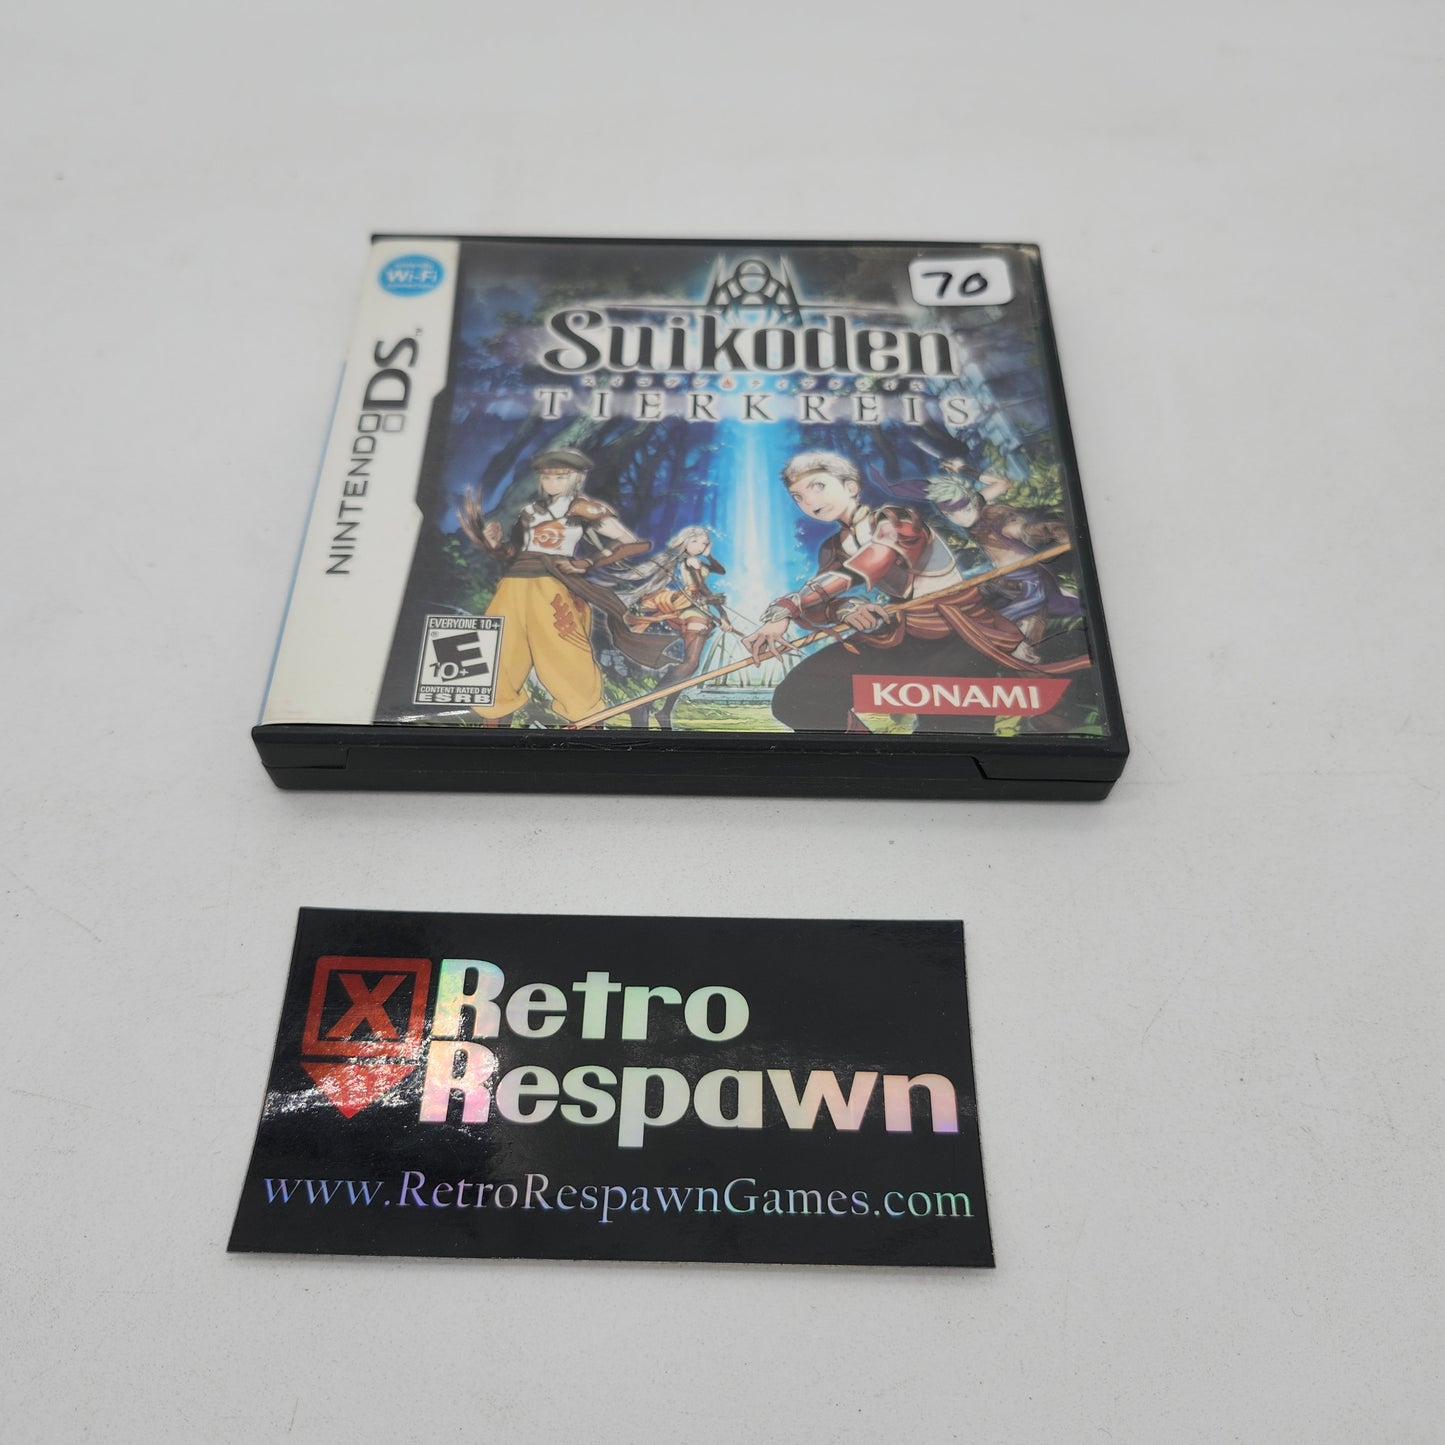 Wi-Fi
NINTENDO DS™
70
Suikoden
TIERKREIS
EVERYONE 10+
E
10+
CONTENT RATED BY
ESRB
KONAMI
X Retro
Respawn
www.RetroRespawnGames.com